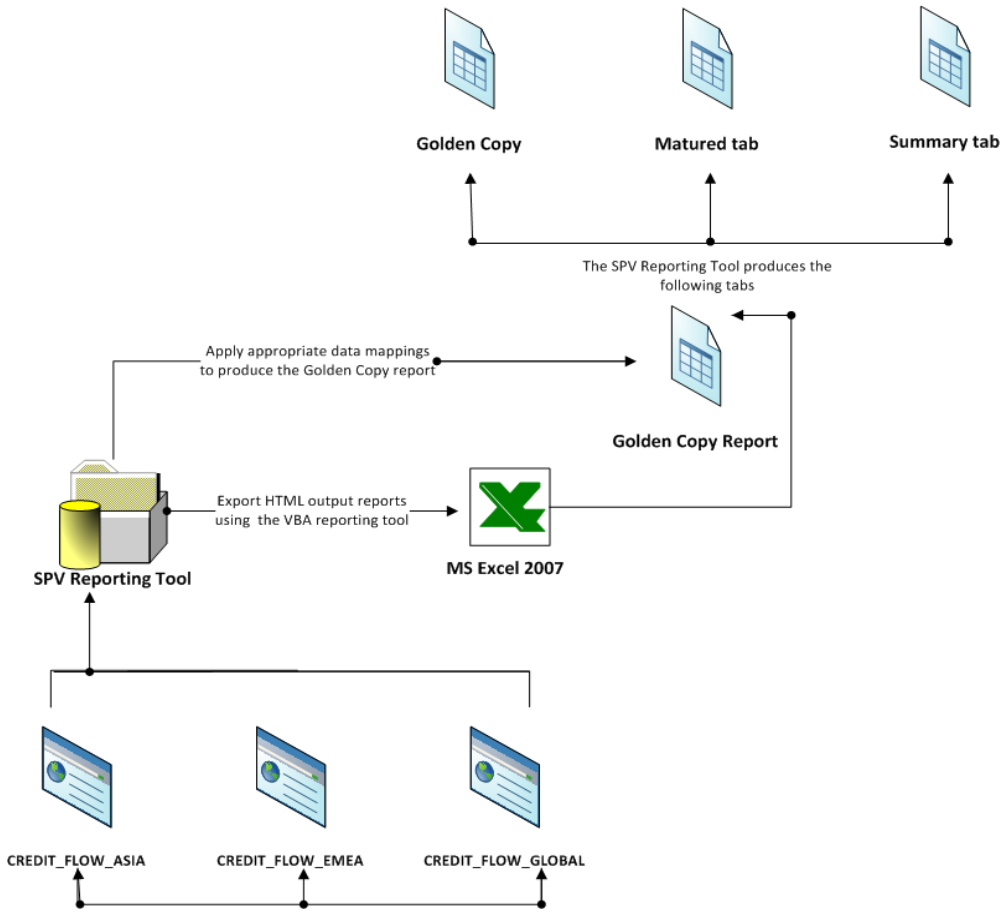 Golden Copy
Matured tab
Summary tab
The SPV Reporting Tool produces the
following tabs
Apply appropriate data mappings
to produce the Golden Copy report
Golden Copy Report
Export HTML output reports
using the VBA reporting tool
SPV Reporting Tool
MS Excel 2007
CREDIT_FLOW_ASIA
CREDIT_FLOW_EMEA
CREDIT_FLOW_GLOBAL